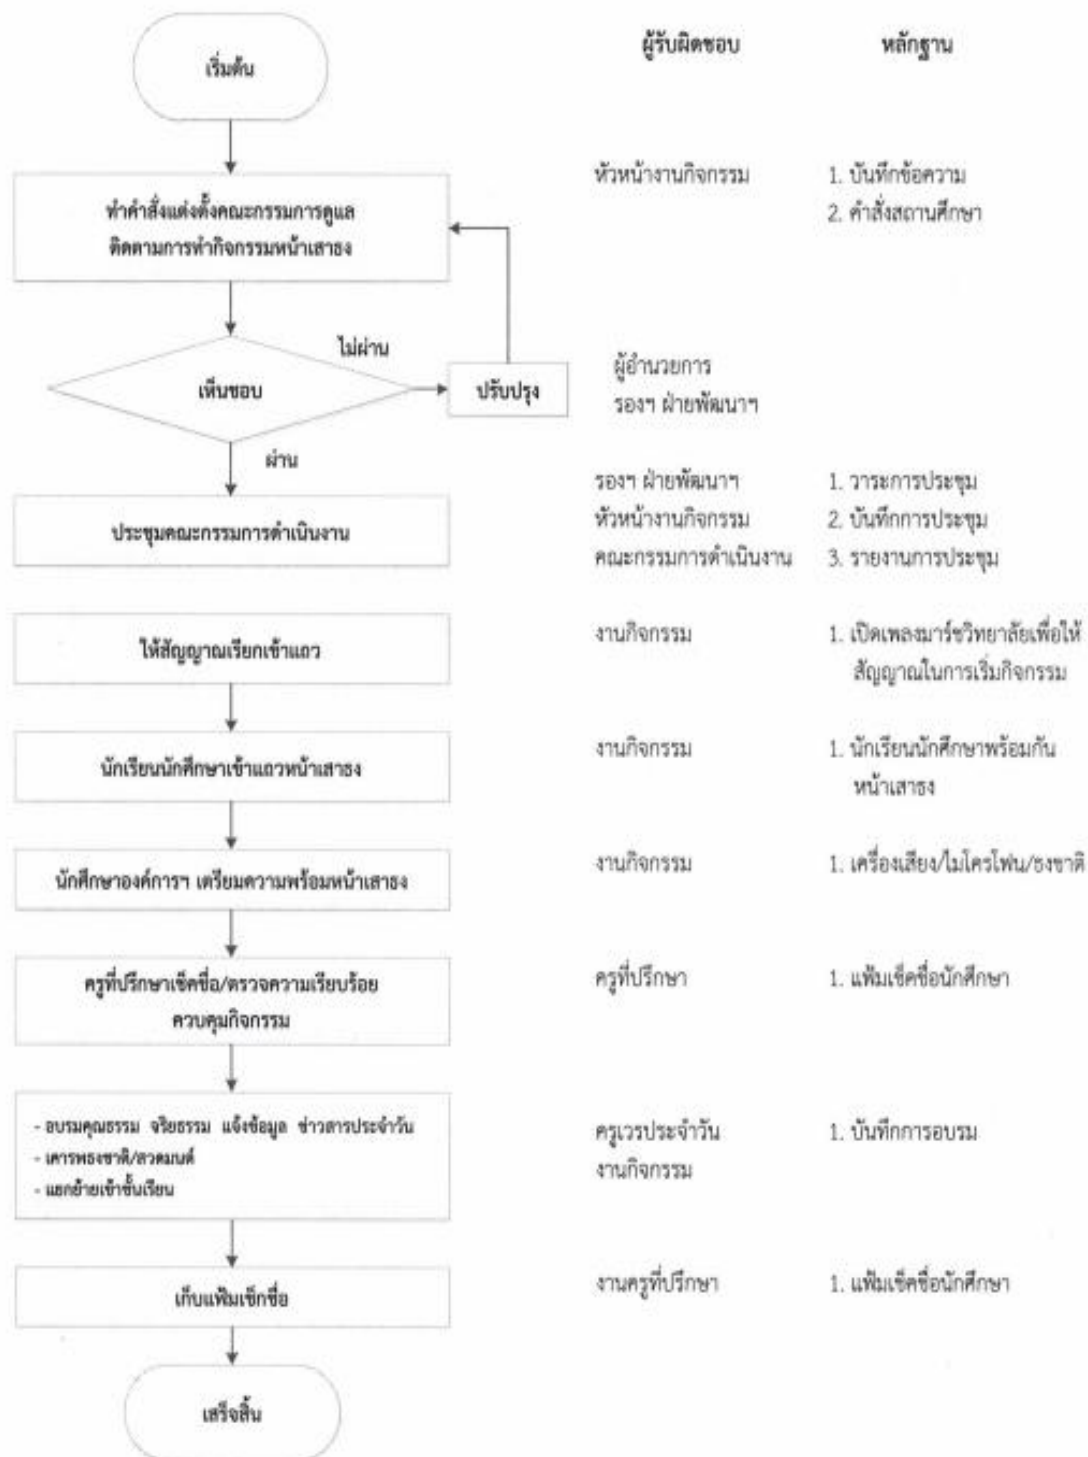 ผู้รับผิดชอบ หลักฐาน
เริ่มต้น
ทำคำสั่งแต่งตั้งคณะกรรมการดูแล
ติดตามการทำกิจกรรมหน้าเสาธง
หัวหน้างานกิจกรรม
1. บันทึกข้อความ
2. คำสั่งสถานศึกษา
เห็นชอบ
ไม่ผ่าน
ปรับปรุง
ผู้อำนวยการ
รองฯ ฝ่ายพัฒนาฯ
ผ่าน
ประชุมคณะกรรมการดำเนินงาน
รองฯ ฝ่ายพัฒนาฯ
หัวหน้างานกิจกรรม
คณะกรรมการดำเนินงาน
1. วาระการประชุม
2. บันทึกการประชุม
3. รายงานการประชุม
ให้สัญญาณเรียกเข้าแถว
งานกิจกรรม
1. เปิดเพลงมาร์ชวิทยาลัยเพื่อให้
สัญญาณในการเริ่มกิจกรรม
นักเรียนนักศึกษาเข้าแถวหน้าเสาธง
งานกิจกรรม
1. นักเรียนนักศึกษาพร้อมกัน
หน้าเสาธง
นักศึกษาองค์การฯ เตรียมความพร้อมหน้าเสาธง
งานกิจกรรม
1. เครื่องเสียง/ไมโครโฟน/ธงชาติ
ครูที่ปรึกษาเช็คชื่อ/ตรวจความเรียบร้อย
ควบคุมกิจกรรม
ครูที่ปรึกษา
1. แฟ้มเช็คชื่อนักศึกษา
- อบรมคุณธรรม จริยธรรม แจ้งข้อมูล ข่าวสารประจำวัน
- เคารพธงชาติ/สวดมนต์
- แยกย้ายเข้าชั้นเรียน
ครูเวรประจำวัน
งานกิจกรรม
1. บันทึกการอบรม
เก็บแฟ้มเช็กชื่อ
งานครูที่ปรึกษา
1. แฟ้มเช็คชื่อนักศึกษา
เสร็จสิ้น